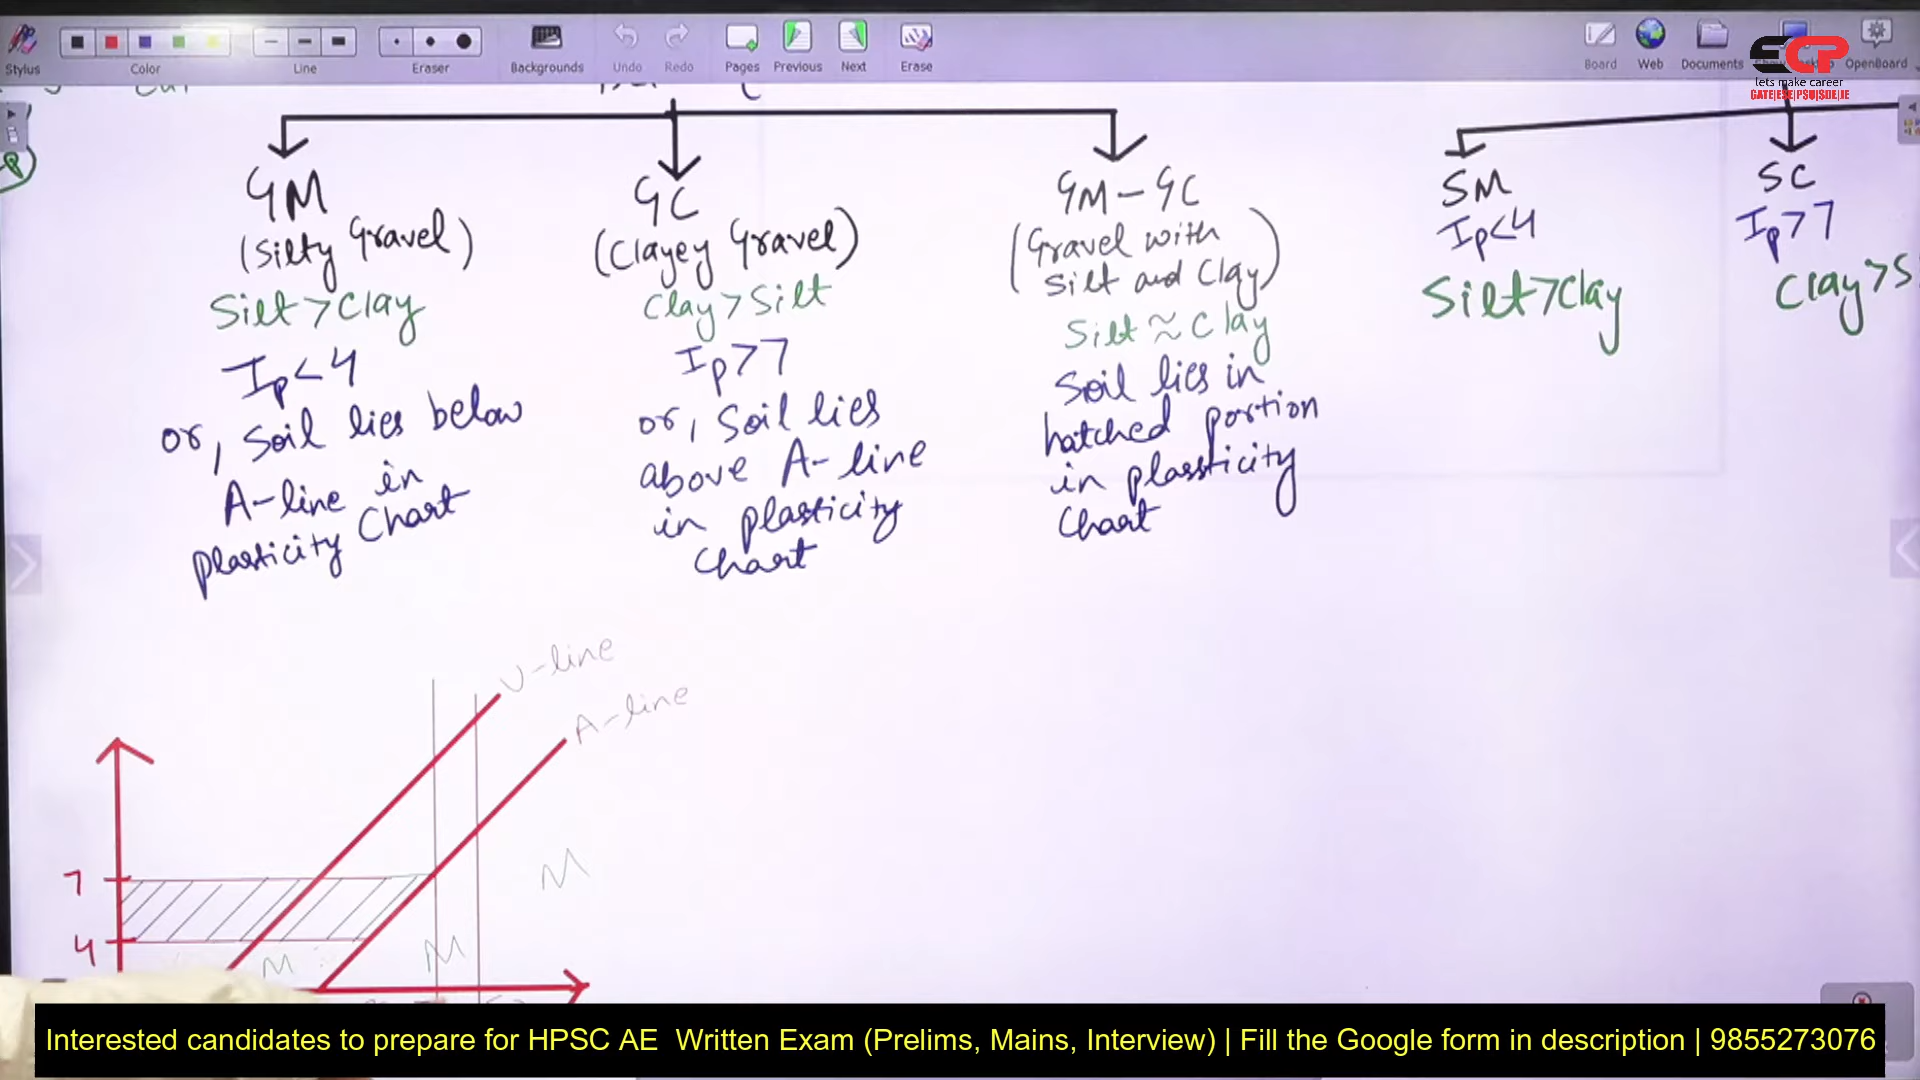 Stylus
Color
Line
Eraser
Backgrounds
Undo
Redo
Pages
Previous
Next
Erase
Board
Web
Documents
OpenBoard
ECP
lets make career
GATE|ESE|PSU|SDE|JE
GM
(Silty Gravel)
Silt > Clay
Ip < 4
or, Soil lies below
A-line in
plasticity Chart
GC
(Clayey Gravel)
Clay > Silt
Ip > 7
or, Soil lies
above A-line
in plasticity
Chart
GM-GC
(Gravel with
Silt and Clay)
Silt ≈ Clay
Soil lies in
hatched portion
in plassticity
Chart
SM
Ip < 4
Silt > Clay
SC
Ip > 7
Clay > S
U-line
A-line
7
4
M
M
M
Interested candidates to prepare for HPSC AE Written Exam (Prelims, Mains, Interview) | Fill the Google form in description | 9855273076